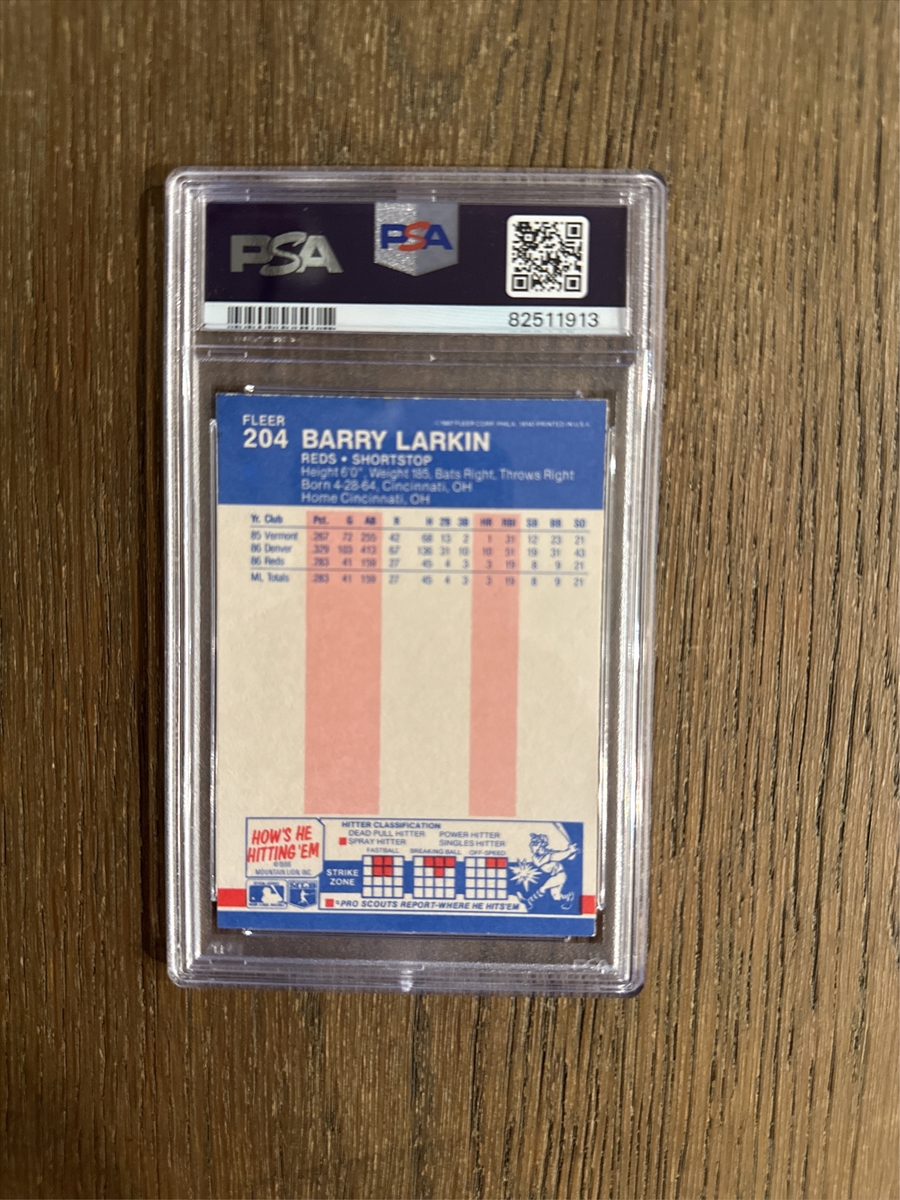 PSA
PSA
82511913
FLEER
204 BARRY LARKIN
©1987 FLEER CORP. PHILA. 19141 PRINTED IN U.S.A.
REDS • SHORTSTOP
Height 6'0", Weight 185, Bats Right, Throws Right
Born 4-28-64, Cincinnati, OH
Home Cincinnati, OH
Yr. Club Pct. G AB R H 2B 3B HR RBI SB BB SO
85 Vermont .267 72 255 42 68 13 2 1 31 12 23 21
86 Denver .329 103 413 67 136 31 10 10 51 19 31 43
86 Reds .283 41 159 27 45 4 3 3 19 8 9 21
ML Totals .283 41 159 27 45 4 3 3 19 8 9 21
HOW'S HE
HITTING 'EM
©1986
MOUNTAIN LION, INC.
HITTER CLASSIFICATION
DEAD PULL HITTER POWER HITTER
SPRAY HITTER SINGLES HITTER
FASTBALL BREAKING BALL OFF-SPEED
STRIKE
ZONE
*PRO SCOUTS REPORT-WHERE HE HITS 'EM